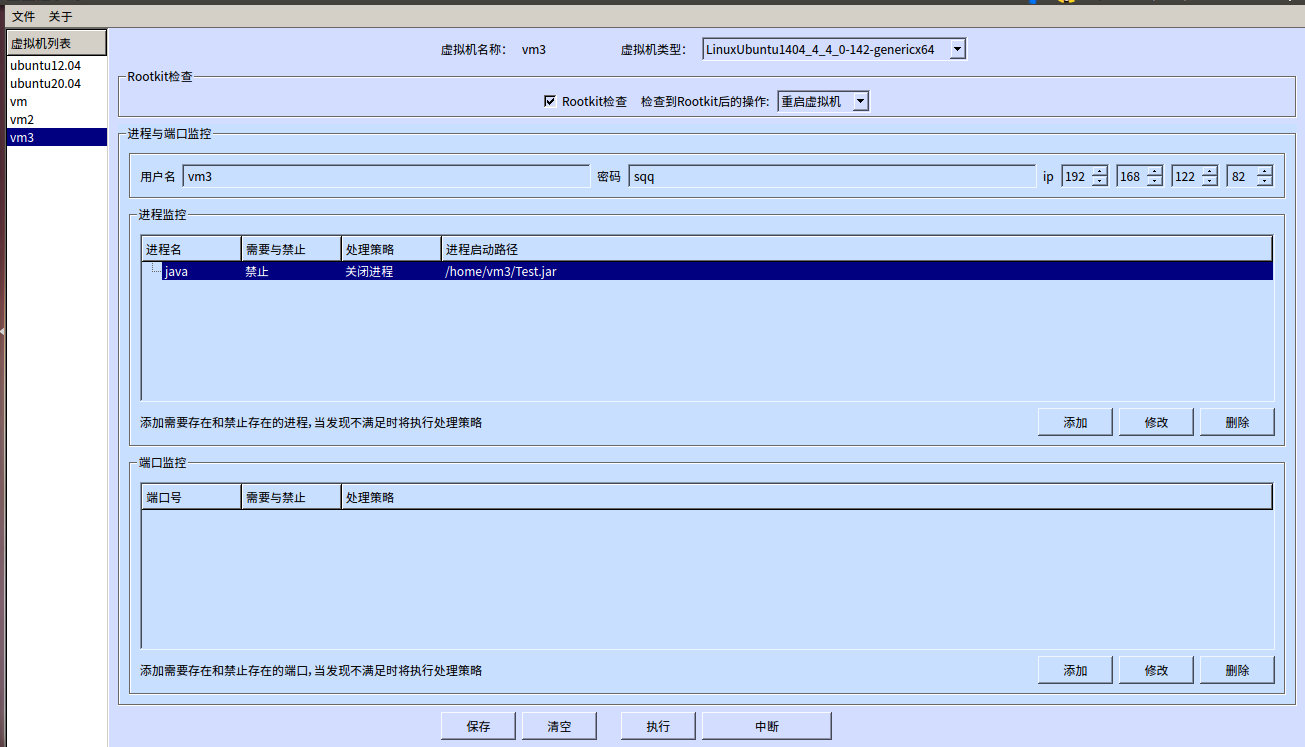 文件 关于
虚拟机列表
ubuntu12.04
ubuntu20.04
vm
vm2
vm3
虚拟机名称： vm3 虚拟机类型： LinuxUbuntu1404_4_4_0-142-genericx64
Rootkit检查
Rootkit检查 检查到Rootkit后的操作: 重启虚拟机
进程与端口监控
用户名 vm3 密码 sqq ip 192 168 122 82
进程监控
进程名 需要与禁止 处理策略 进程启动路径
java 禁止 关闭进程 /home/vm3/Test.jar
添加需要存在和禁止存在的进程,当发现不满足时将执行处理策略 添加 修改 删除
端口监控
端口号 需要与禁止 处理策略
添加需要存在和禁止存在的端口,当发现不满足时将执行处理策略 添加 修改 删除
保存 清空 执行 中断